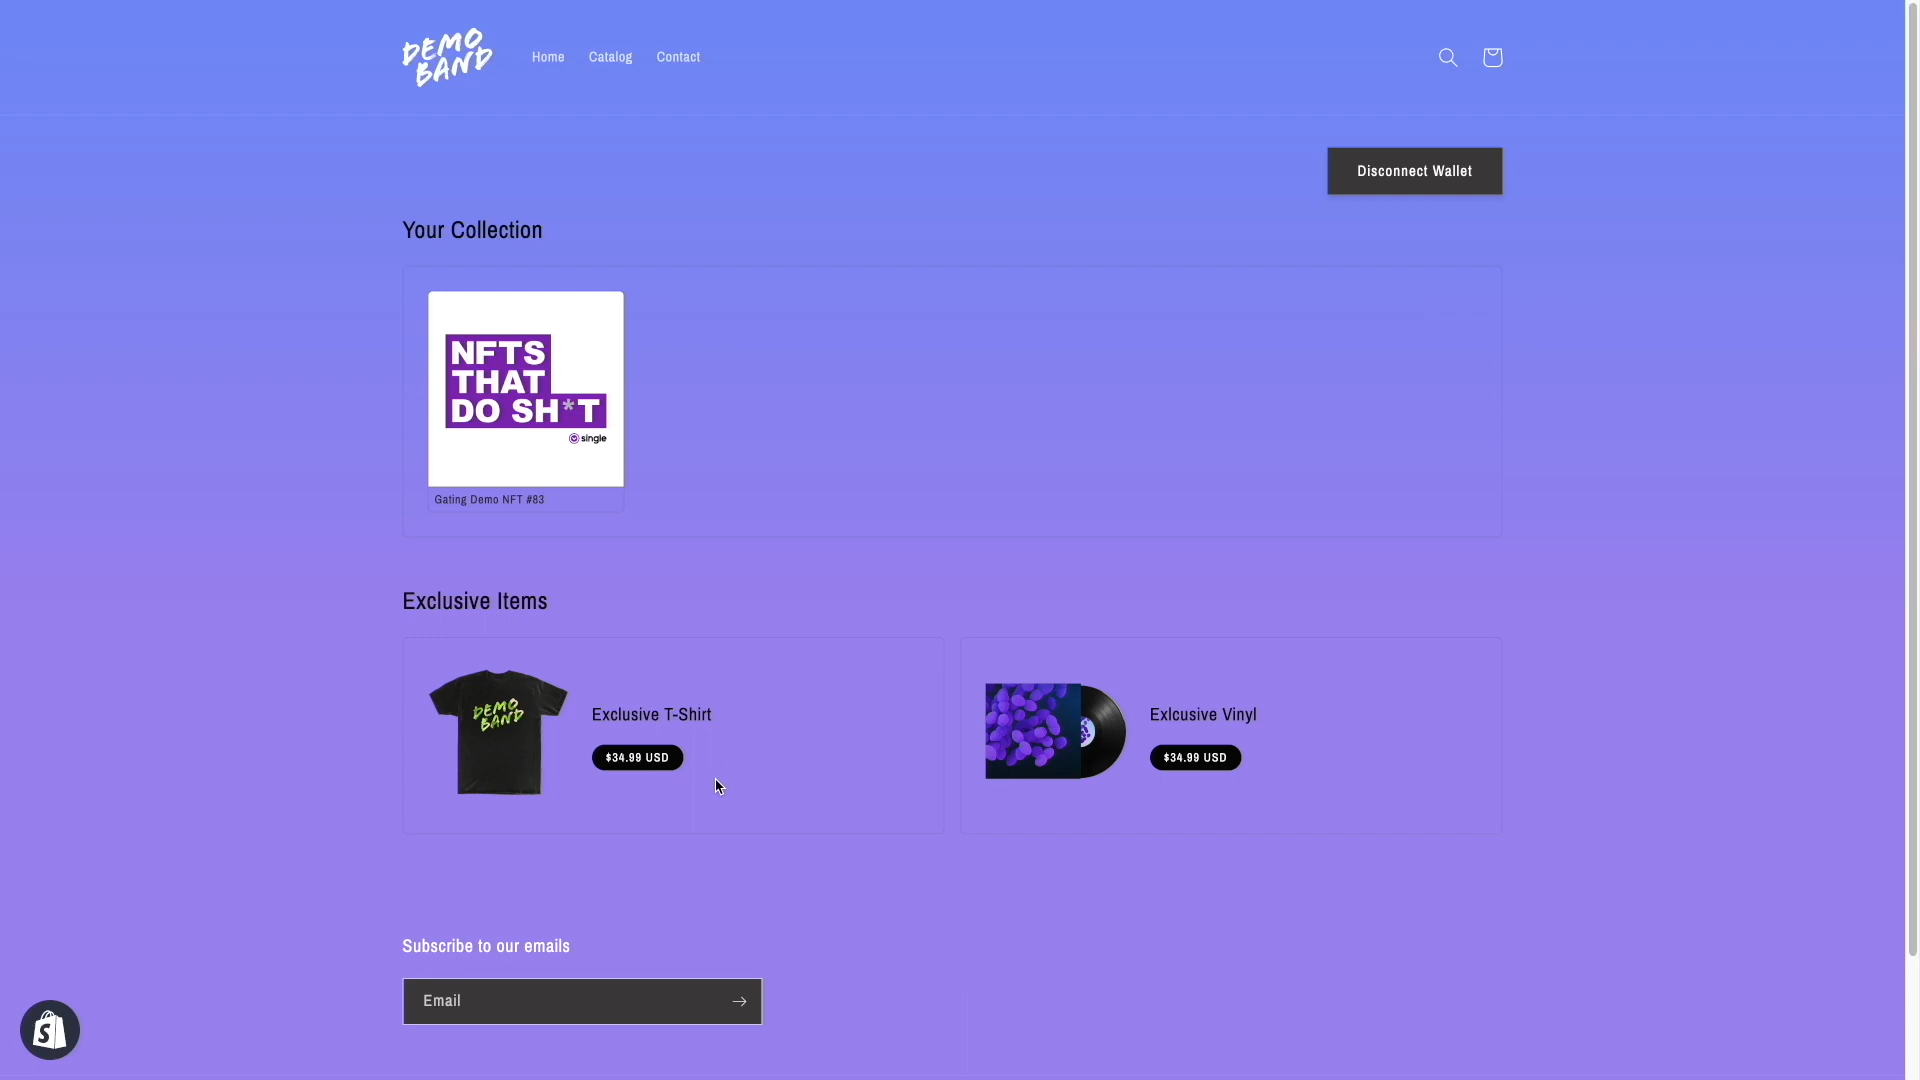 DEMO
BAND
Home
Catalog
Contact
Disconnect Wallet
Your Collection
NFTS
THAT
DO SH*T
single
Gating Demo NFT #83
Exclusive Items
DEMO
BAND
Exclusive T-Shirt
$34.99 USD
Exlcusive Vinyl
$34.99 USD
Subscribe to our emails
Email
S